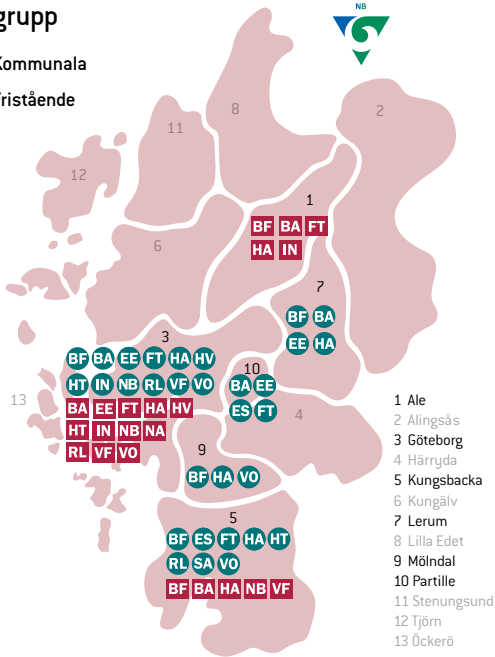 grupp
NB
Kommunala
Fristående
8
2
11
12
1
BF BA FT
HA IN
6
7
BF BA
EE HA
3
BF BA EE FT HA HV
HT IN NB RL VF VO
BA EE FT HA HV
HT IN NB NA
RL VF VO
10
BA EE
ES FT
13
4
9
BF HA VO
5
BF ES FT HA HT
RL SA VO
BF BA HA NB VF
1 Ale
2 Alingsås
3 Göteborg
4 Härryda
5 Kungsbacka
6 Kungälv
7 Lerum
8 Lilla Edet
9 Mölndal
10 Partille
11 Stenungsund
12 Tjörn
13 Öckerö